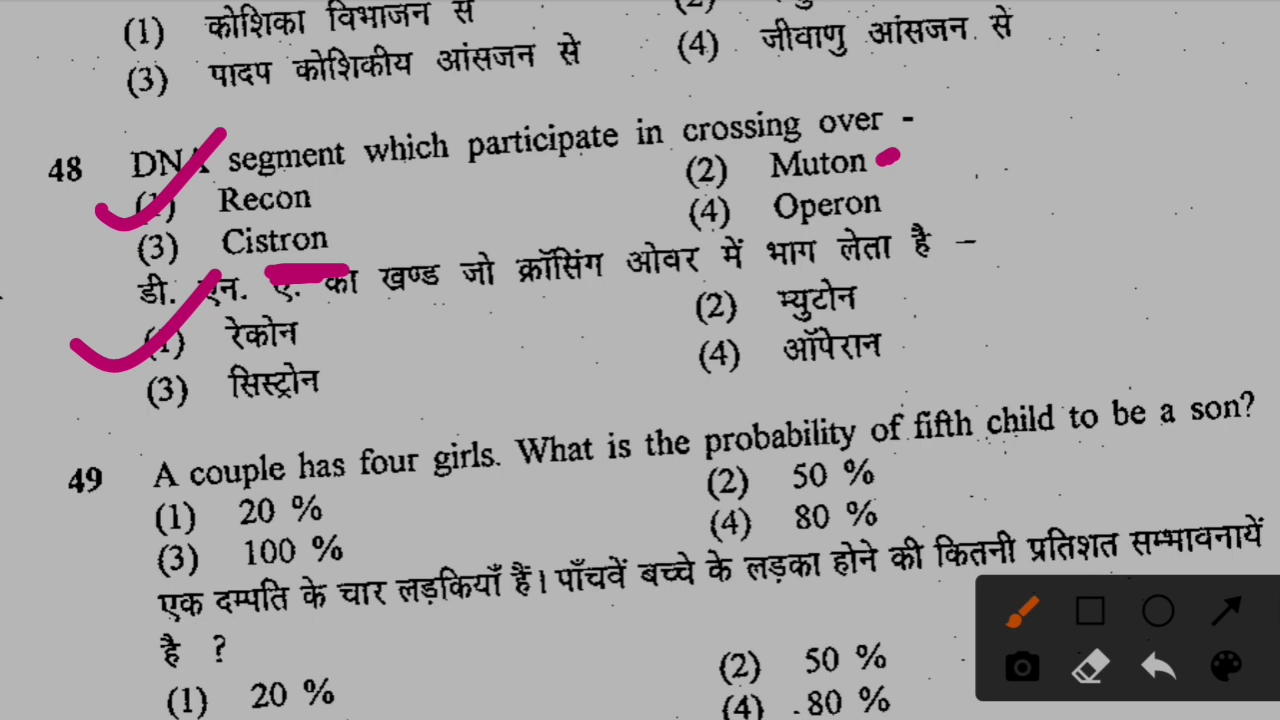 (1) कोशिका विभाजन से
(3) पादप कोशिकीय आंसजन से (4) जीवाणु आंसजन से
48 DNA segment which participate in crossing over -
(1) Recon (2) Muton
(3) Cistron (4) Operon
डी. एन. ए. का खण्ड जो क्रॉसिंग ओवर में भाग लेता है –
(1) रेकोन (2) म्युटोन
(3) सिस्ट्रोन (4) ऑपेरान
49 A couple has four girls. What is the probability of fifth child to be a son?
(1) 20 % (2) 50 %
(3) 100 % (4) 80 %
एक दम्पति के चार लड़कियाँ हैं। पाँचवें बच्चे के लड़का होने की कितनी प्रतिशत सम्भावनायें
है ?
(1) 20 % (2) 50 %
(4) 80 %